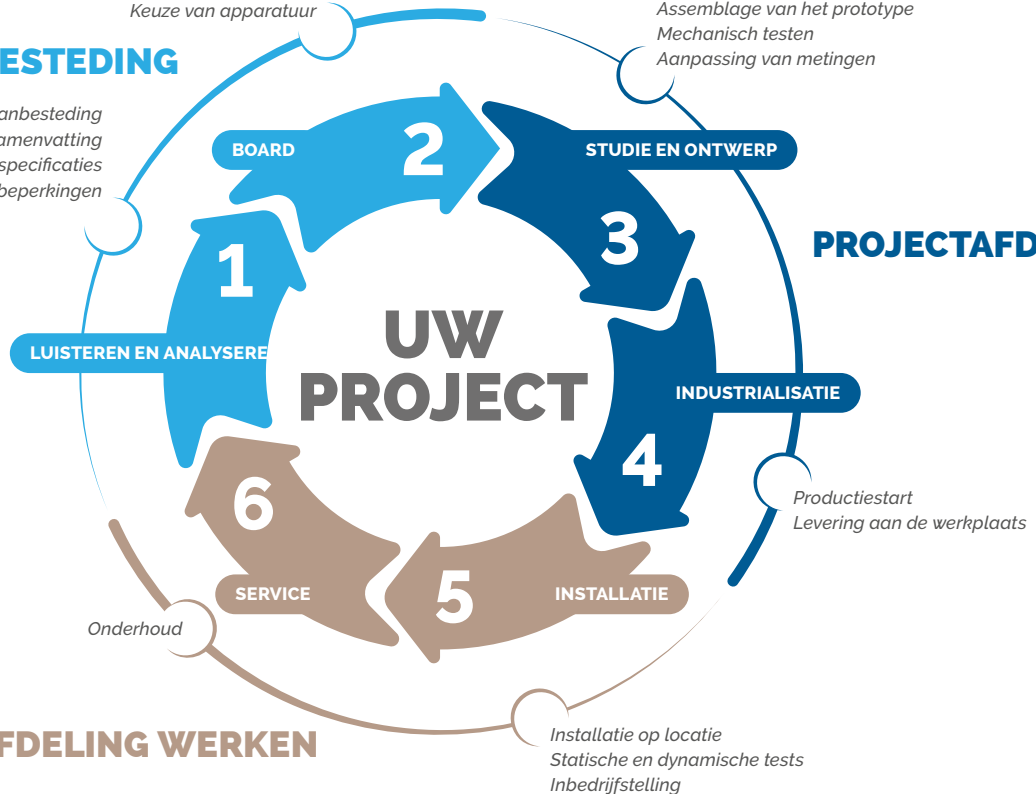 Keuze van apparatuur
ESTEDING
anbesteding
amenvatting
specificaties
beperkingen
Assemblage van het prototype
Mechanisch testen
Aanpassing van metingen
BOARD
2
STUDIE EN ONTWERP
3
PROJECTAFD
1
LUISTEREN EN ANALYSERE
UW
PROJECT
INDUSTRIALISATIE
4
Productiestart
Levering aan de werkplaats
6
SERVICE
5
INSTALLATIE
Onderhoud
FDELING WERKEN
Installatie op locatie
Statische en dynamische tests
Inbedrijfstelling